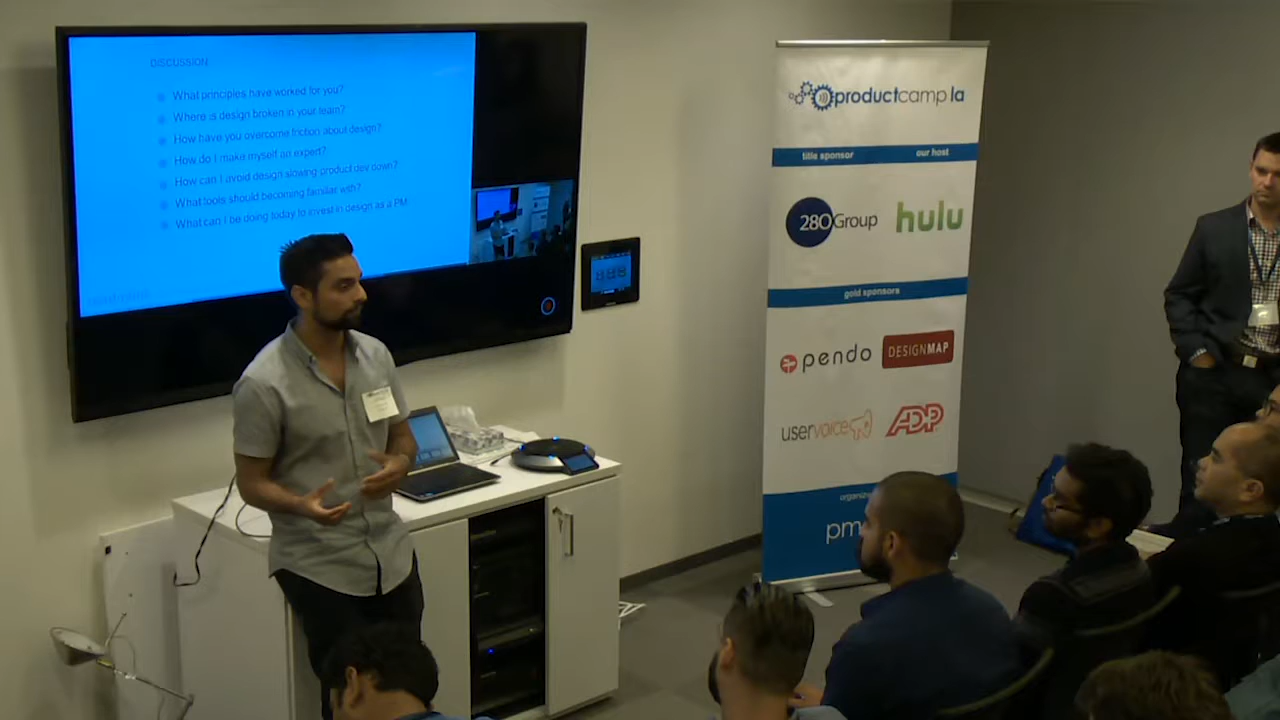 DISCUSSION
What principles have worked for you?
Where is design broken in your team?
How have you overcome friction about design?
How do I make myself an expert?
How can I avoid design slowing product dev down?
What tools should becoming familiar with?
What can I be doing today to invest in design as a PM
productcamp la
title sponsor our host
280 Group hulu
gold sponsors
pendo DESIGNMAP
uservoice ADP